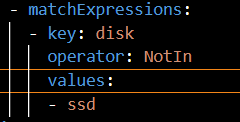 - matchExpressions:
  - key: disk
    operator: NotIn
    values:
    - ssd